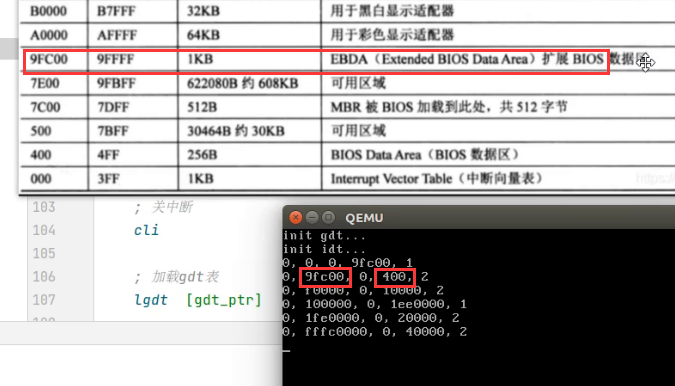 B0000 B7FFF 32KB 用于黑白显示适配器
A0000 AFFFF 64KB 用于彩色显示适配器
9FC00 9FFFF 1KB EBDA（Extended BIOS Data Area）扩展 BIOS 数据区
7E00 9FBFF 622080B 约 608KB 可用区域
7C00 7DFF 512B MBR 被 BIOS 加载到此处，共 512 字节
500 7BFF 30464B 约 30KB 可用区域
400 4FF 256B BIOS Data Area（BIOS 数据区）
000 3FF 1KB Interrupt Vector Table（中断向量表）
103 ; 关中断
104 cli
105
106 ; 加载gdt表
107 lgdt [gdt_ptr]
QEMU
init gdt...
init idt...
0, 0, 0, 9fc00, 1
0, 9fc00, 0, 400, 2
0, f0000, 0, 10000, 2
0, 100000, 0, 1ee0000, 1
0, 1fe0000, 0, 20000, 2
0, fffc0000, 0, 40000, 2